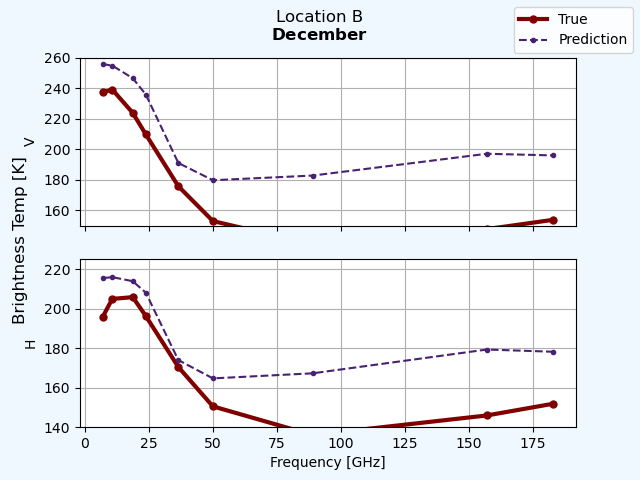 Location B
December
True
Prediction
260
240
220
200
180
160
V
Brightness Temp [K]
220
200
180
160
140
H
0
25
50
75
100
125
150
175
Frequency [GHz]